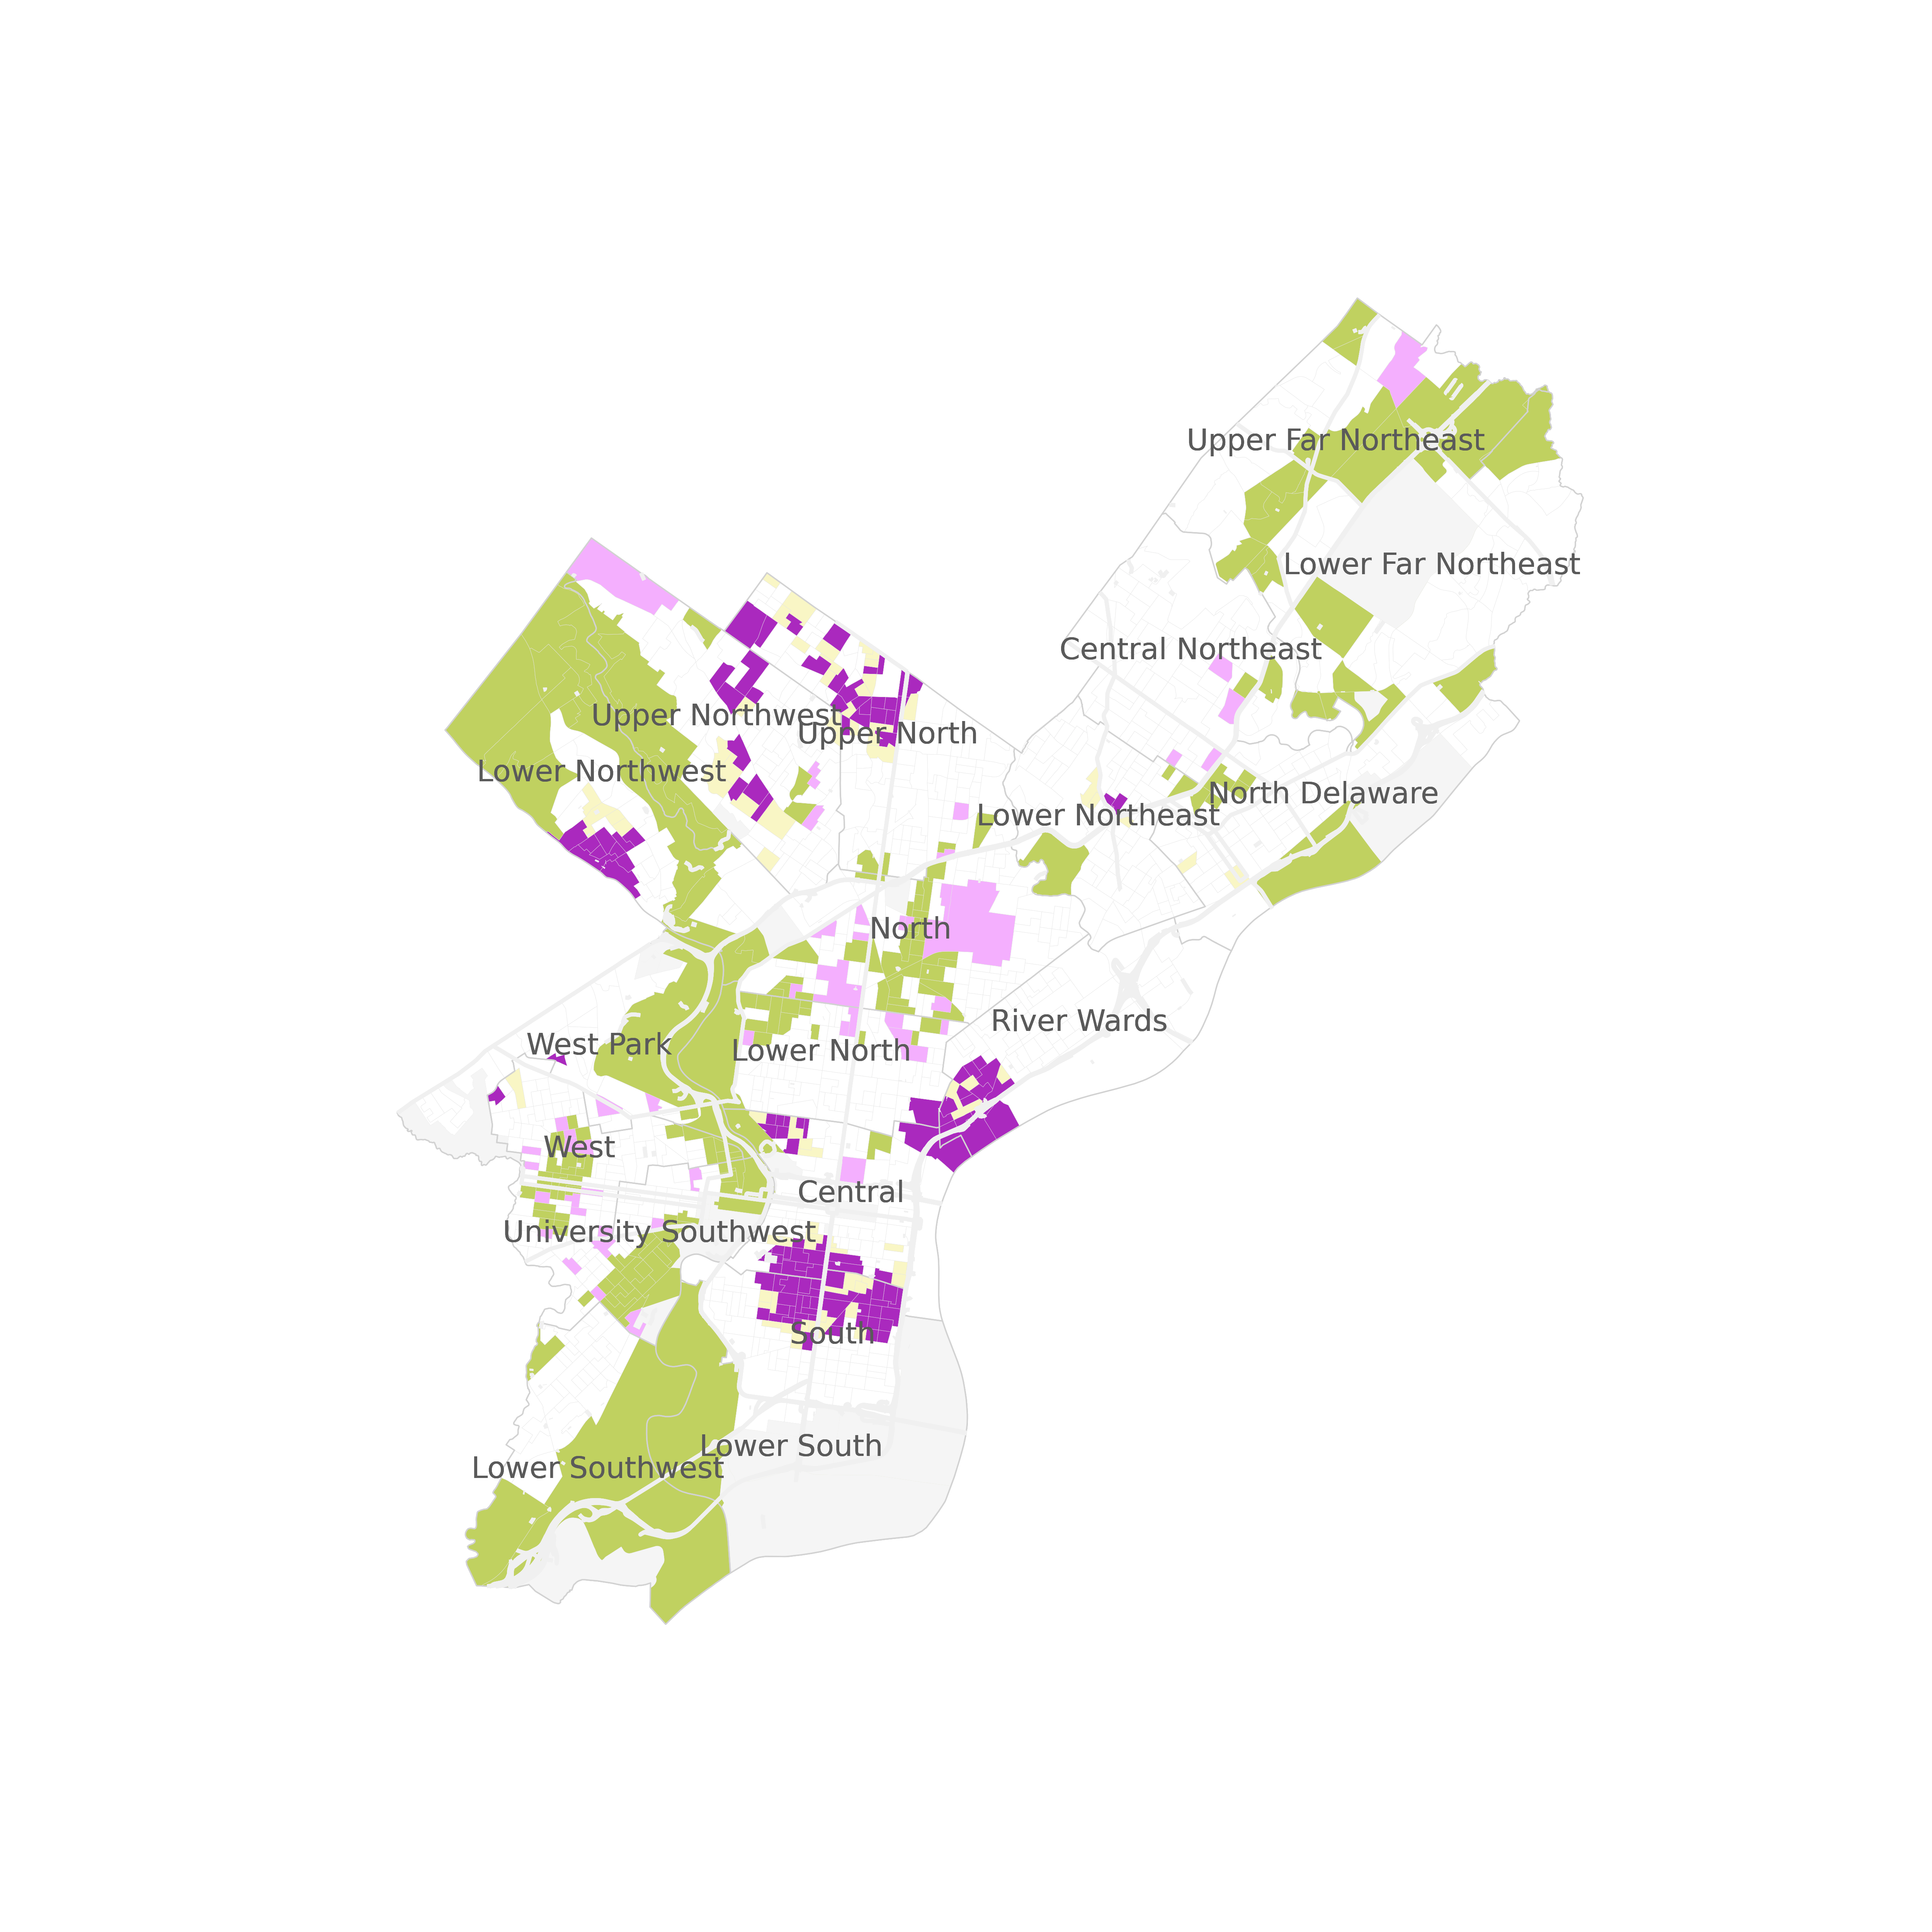 Upper Far Northeast
Lower Far Northeast
Central Northeast
Upper Northwest
Upper North
Lower Northwest
North Delaware
Lower Northeast
North
River Wards
West Park
Lower North
West
Central
University Southwest
South
Lower South
Lower Southwest